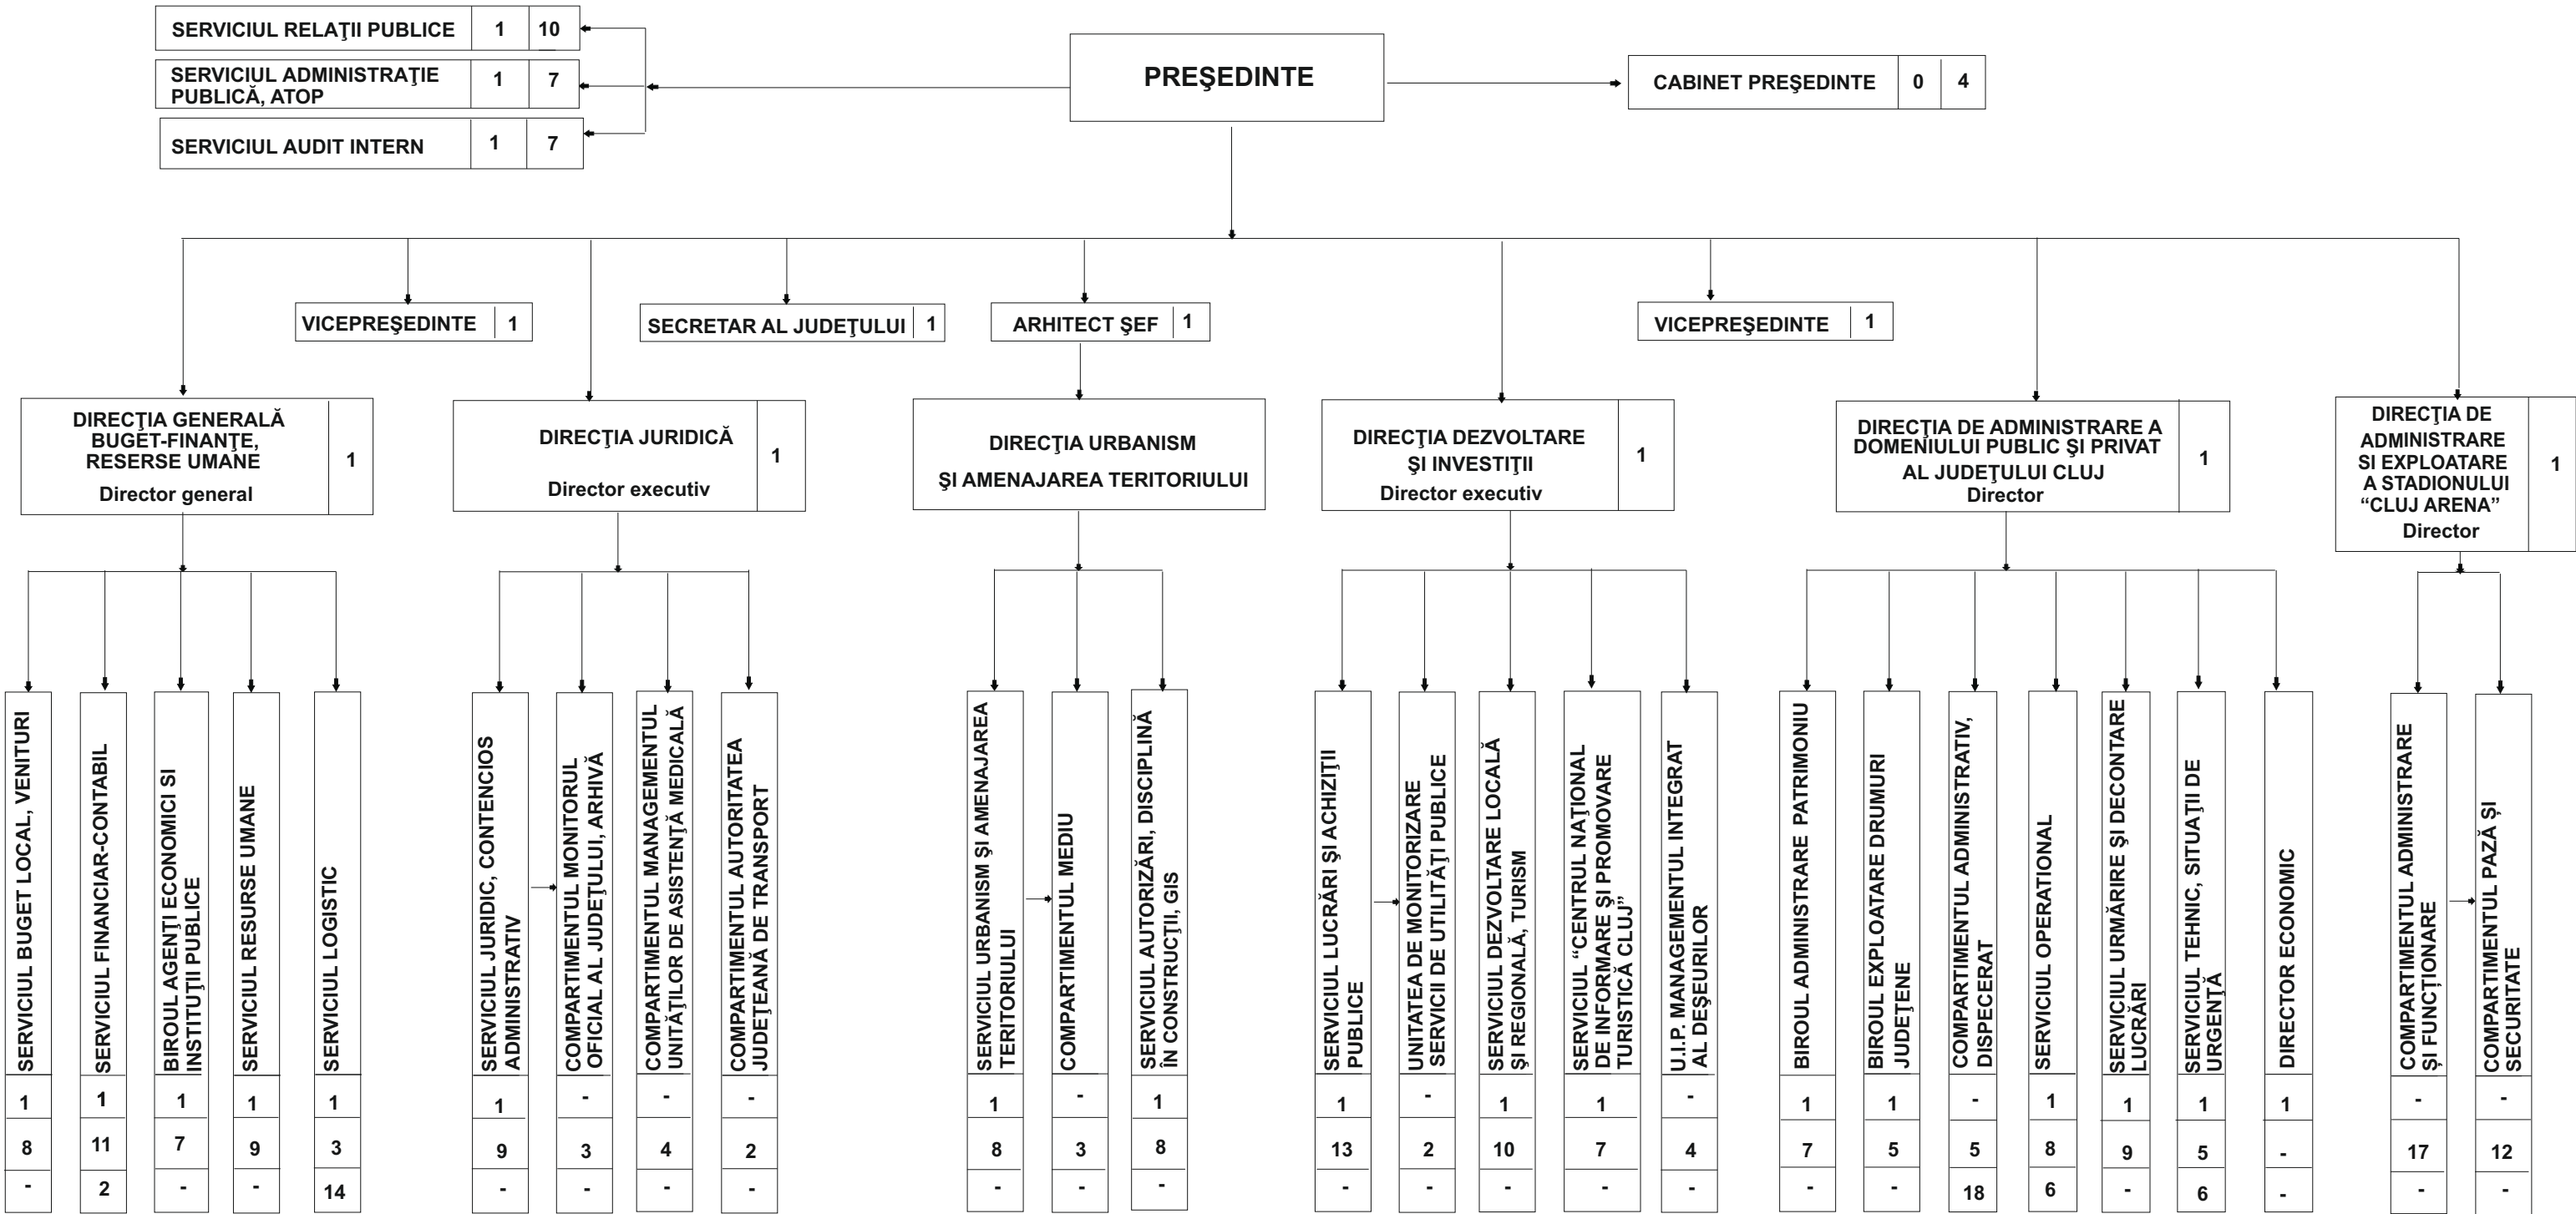 SERVICIUL RELAŢII PUBLICE 1 10
SERVICIUL ADMINISTRAŢIE
PUBLICĂ, ATOP
1 7
SERVICIUL AUDIT INTERN 1 7
PREŞEDINTE
CABINET PREŞEDINTE 0 4
VICEPREŞEDINTE 1
SECRETAR AL JUDEŢULUI 1
ARHITECT ŞEF 1
VICEPREŞEDINTE 1
DIRECŢIA GENERALĂ
BUGET-FINANŢE,
RESERSE UMANE
Director general
1
DIRECŢIA JURIDICĂ
Director executiv
1
DIRECŢIA URBANISM
ŞI AMENAJAREA TERITORIULUI
DIRECŢIA DEZVOLTARE
ŞI INVESTIŢII
Director executiv
1
DIRECŢIA DE ADMINISTRARE A
DOMENIULUI PUBLIC ŞI PRIVAT
AL JUDEŢULUI CLUJ
Director
1
DIRECŢIA DE
ADMINISTRARE
SI EXPLOATARE
A STADIONULUI
“CLUJ ARENA”
Director
1
SERVICIUL BUGET LOCAL, VENITURI
1
8
-
SERVICIUL FINANCIAR-CONTABIL
1
11
2
BIROUL AGENŢI ECONOMICI SI
INSTITUŢII PUBLICE
1
7
-
SERVICIUL RESURSE UMANE
1
9
-
SERVICIUL LOGISTIC
1
3
14
SERVICIUL JURIDIC, CONTENCIOS
ADMINISTRATIV
1
9
-
COMPARTIMENTUL MONITORUL
OFICIAL AL JUDEŢULUI, ARHIVĂ
-
3
-
COMPARTIMENTUL MANAGEMENTUL
UNITĂŢILOR DE ASISTENŢĂ MEDICALĂ
-
4
-
COMPARTIMENTUL AUTORITATEA
JUDEŢEANĂ DE TRANSPORT
-
2
-
SERVICIUL URBANISM ŞI AMENAJAREA
TERITORIULUI
1
8
-
COMPARTIMENTUL MEDIU
-
3
-
SERVICIUL AUTORIZĂRI, DISCIPLINĂ
ÎN CONSTRUCŢII, GIS
1
8
-
SERVICIUL LUCRĂRI ŞI ACHIZIŢII
PUBLICE
1
13
-
UNITATEA DE MONITORIZARE
SERVICII DE UTILITĂŢI PUBLICE
-
2
-
SERVICIUL DEZVOLTARE LOCALĂ
ŞI REGIONALĂ, TURISM
1
10
-
SERVICIUL “CENTRUL NAŢIONAL
DE INFORMARE ŞI PROMOVARE
TURISTICĂ CLUJ”
1
7
-
U.I.P. MANAGEMENTUL INTEGRAT
AL DEŞEURILOR
-
4
-
BIROUL ADMINISTRARE PATRIMONIU
1
7
-
BIROUL EXPLOATARE DRUMURI
JUDEŢENE
1
5
-
COMPARTIMENTUL ADMINISTRATIV,
DISPECERAT
-
5
18
SERVICIUL OPERATIONAL
1
8
6
SERVICIUL URMĂRIRE ŞI DECONTARE
LUCRĂRI
1
9
-
SERVICIUL TEHNIC, SITUAŢII DE
URGENŢĂ
1
5
6
DIRECTOR ECONOMIC
1
-
-
COMPARTIMENTUL ADMINISTRARE
ȘI FUNCȚIONARE
-
17
-
COMPARTIMENTUL PAZĂ ȘI
SECURITATE
-
12
-